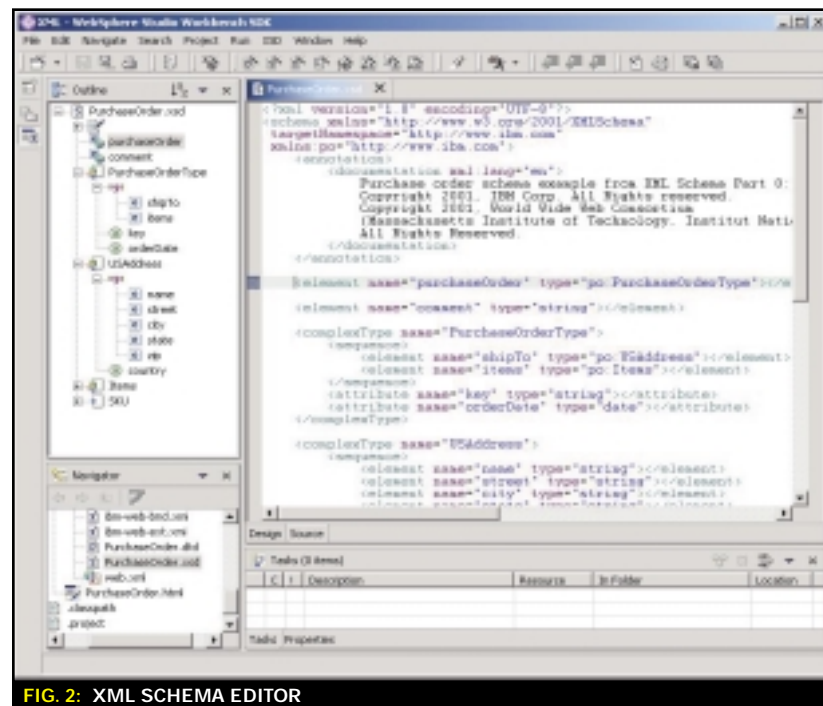 XML - WebSphere Studio Workbench SDK
File Edit Navigate Search Project Run XSD Window Help
Outline
PurchaseOrder.xsd
purchaseOrder
comment
PurchaseOrderType
shipTo
items
key
orderDate
USAddress
name
street
city
state
zip
country
Items
SKU
Navigator
ibm-web-bnd.xmi
ibm-web-ext.xmi
PurchaseOrder.dtd
PurchaseOrder.xsd
web.xml
PurchaseOrder.html
.classpath
.project
PurchaseOrder.xsd
<?xml version="1.0" encoding="UTF-8"?>
<schema xmlns="http://www.w3.org/2001/XMLSchema"
targetNamespace="http://www.ibm.com"
xmlns:po="http://www.ibm.com">
<annotation>
<documentation xml:lang="en">
Purchase order schema example from XML Schema Part 0:
Copyright 2001, IBM Corp. All Rights reserved.
Copyright 2001, World Wide Web Consortium
(Massachusetts Institute of Technology, Institut Nati
All Rights Reserved.
</documentation>
</annotation>
<element name="purchaseOrder" type="po:PurchaseOrderType"></e
<element name="comment" type="string"></element>
<complexType name="PurchaseOrderType">
<sequence>
<element name="shipTo" type="po:USAddress"></element>
<element name="items" type="po:Items"></element>
</sequence>
<attribute name="key" type="string"></attribute>
<attribute name="orderDate" type="date"></attribute>
</complexType>
<complexType name="USAddress">
<sequence>
<element name="name" type="string"></element>
<element name="street" type="string"></element>
<element name="city" type="string"></element>
<element name="state" type="string"></element>
Design Source
Tasks (0 items)
C ! Description Resource In Folder Location
Tasks Properties
FIG. 2: XML SCHEMA EDITOR